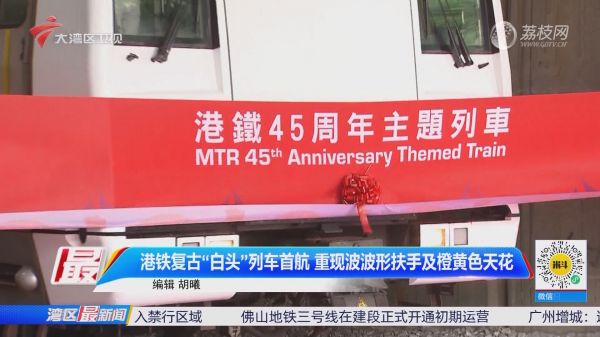 大湾区卫视
荔枝网
WWW.GDTV.CN
港鐵45周年主題列車
MTR 45th Anniversary Themed Train
最
港铁复古“白头”列车首航 重现波波形扶手及橙黄色天花
编辑 胡曦
微信
湾区最新闻
入禁行区域 佛山地铁三号线在建段正式开通初期运营 广州增城：